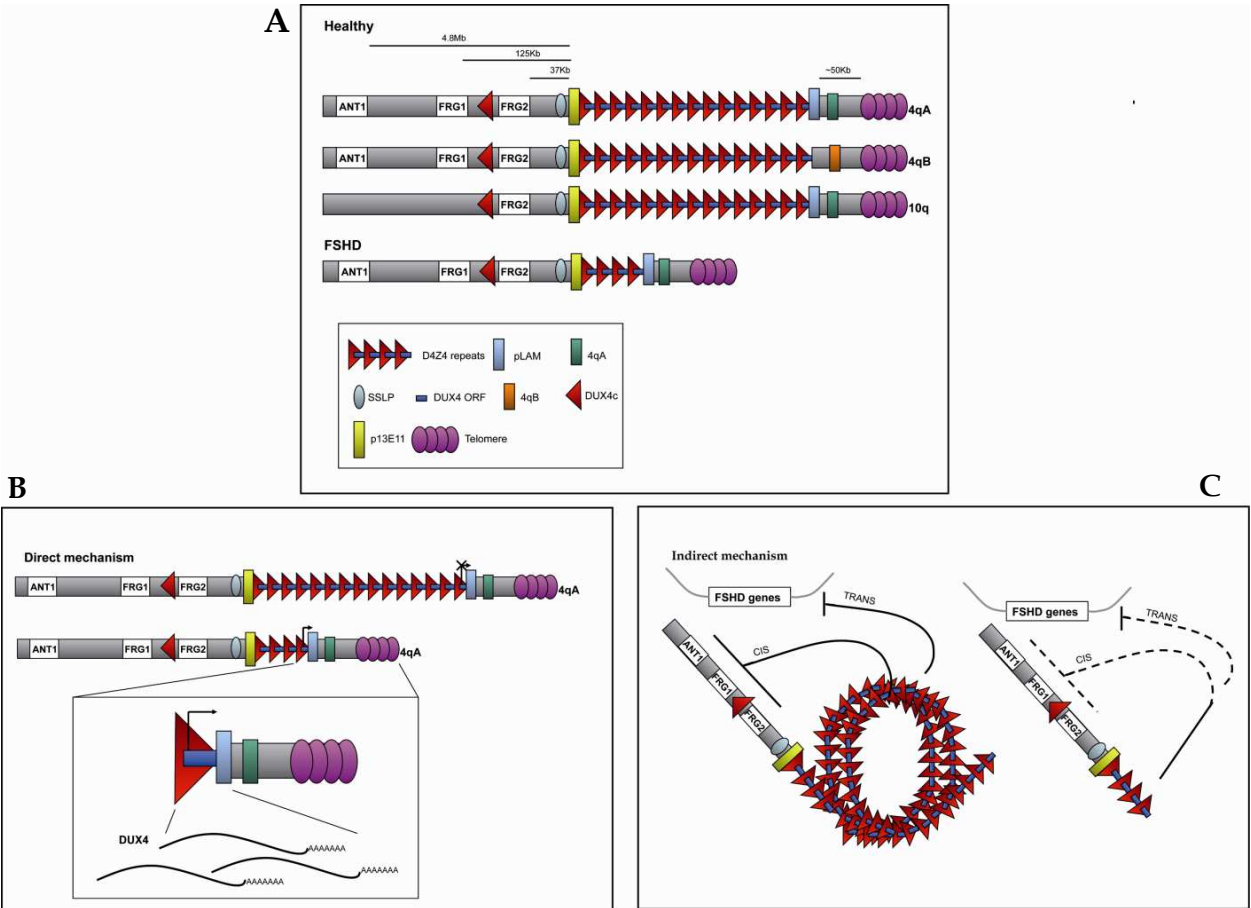 A
Healthy
4.8Mb
125Kb
37Kb
~50Kb
ANT1 FRG1 FRG2 4qA
ANT1 FRG1 FRG2 4qB
FRG2 10q
FSHD
ANT1 FRG1 FRG2
D4Z4 repeats pLAM 4qA
SSLP DUX4 ORF 4qB DUX4c
p13E11 Telomere
B
Direct mechanism
ANT1 FRG1 FRG2 4qA
ANT1 FRG1 FRG2 4qA
DUX4
AAAAAAA
AAAAAAA
AAAAAAA
C
Indirect mechanism
FSHD genes TRANS
CIS
ANT1 FRG1 FRG2
FSHD genes TRANS
CIS
ANT1 FRG1 FRG2